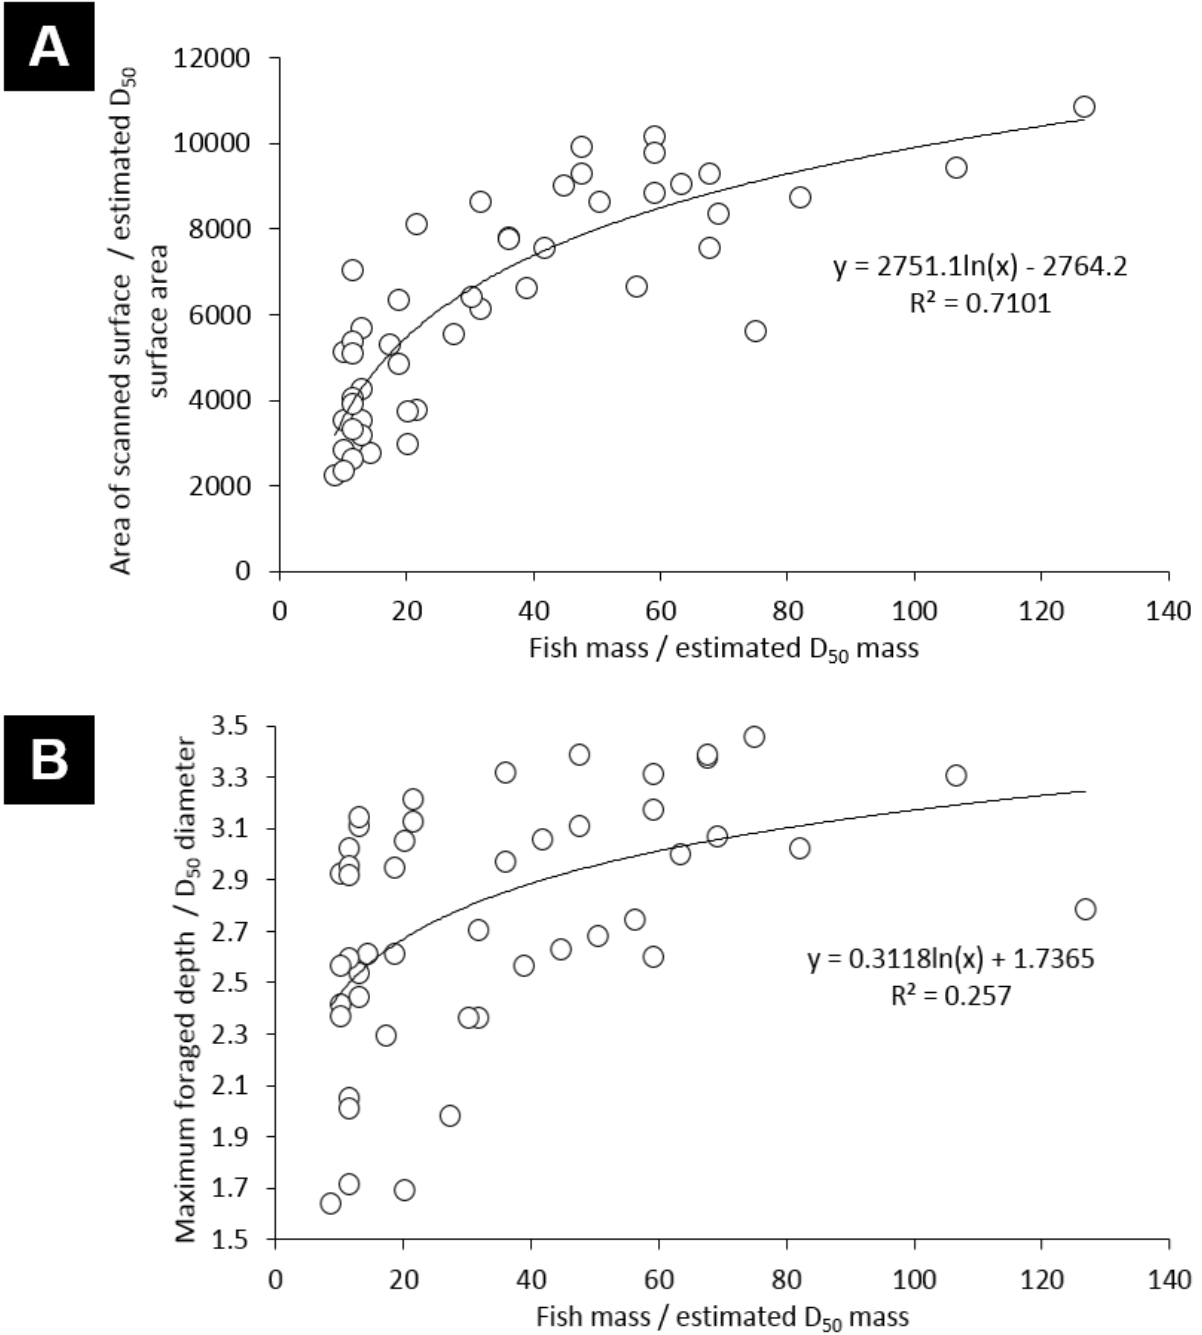 A
Area of scanned surface / estimated D50
surface area
12000
10000
8000
6000
4000
2000
0
y = 2751.1ln(x) - 2764.2
R² = 0.7101
0 20 40 60 80 100 120 140
Fish mass / estimated D50 mass
B
Maximum foraged depth / D50 diameter
3.5
3.3
3.1
2.9
2.7
2.5
2.3
2.1
1.9
1.7
1.5
y = 0.3118ln(x) + 1.7365
R² = 0.257
0 20 40 60 80 100 120 140
Fish mass / estimated D50 mass